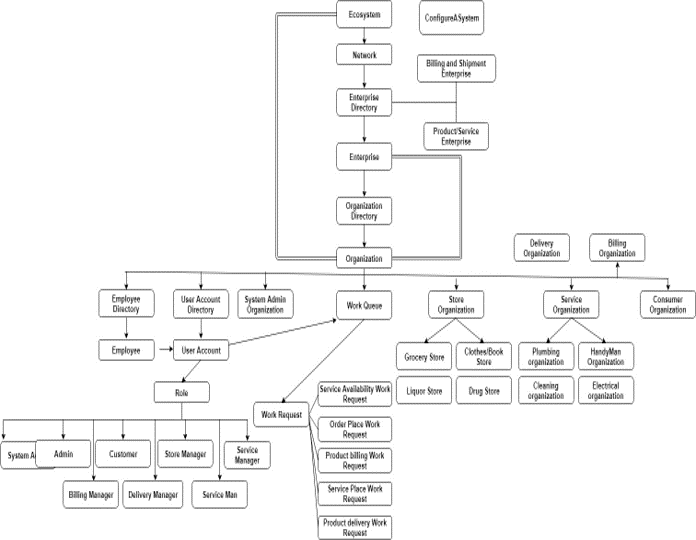 Ecosystem
ConfigureASystem
Network
Billing and Shipment
Enterprise
Enterprise
Directory
Product/Service
Enterprise
Enterprise
Organization
Directory
Organization
Delivery
Organization
Billing
Organization
Employee
Directory
User Account
Directory
System Admin
Organization
Work Queue
Store
Organization
Service
Organization
Consumer
Organization
Employee
User Account
Grocery Store
Clothes/Book
Store
Plumbing
organization
HandyMan
Organization
Role
Liquor Store
Drug Store
Cleaning
organization
Electrical
organization
Work Request
Service Availability Work
Request
Order Place Work
Request
Product billing Work
Request
Service Place Work
Request
Product delivery Work
Request
System A
Admin
Customer
Store Manager
Service
Manager
Billing Manager
Delivery Manager
Service Man